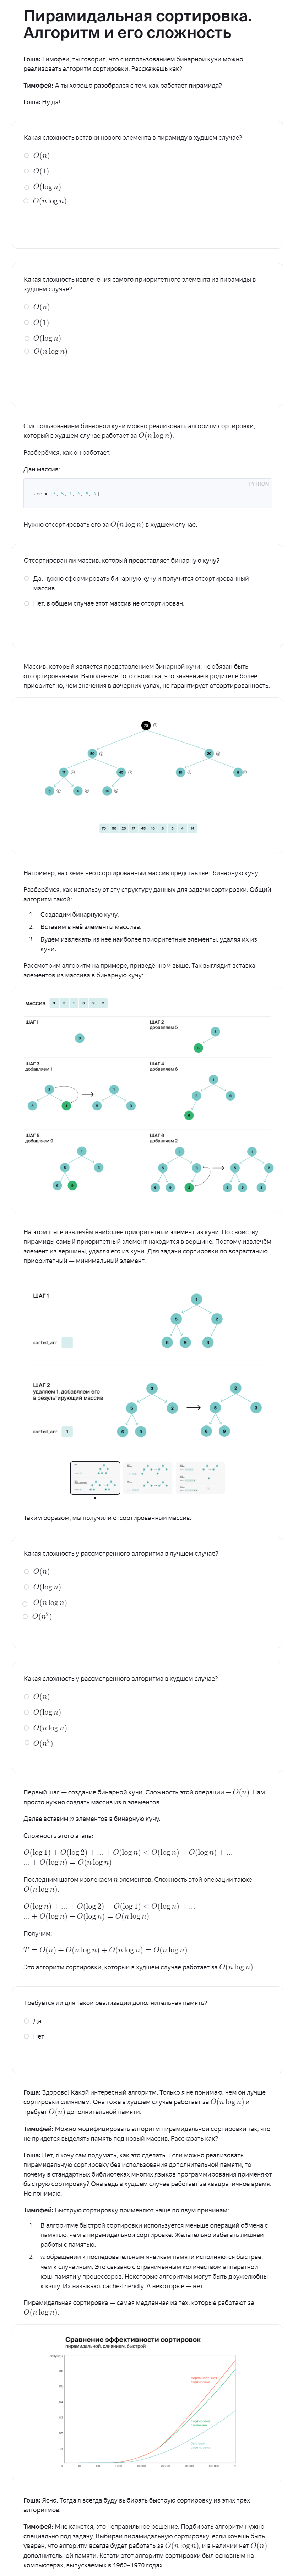 Пирамидальная сортировка.
Алгоритм и его сложность
Гоша: Тимофей, ты говорил, что с использованием бинарной кучи можно
реализовать алгоритм сортировки. Расскажешь как?
Тимофей: А ты хорошо разобрался с тем, как работает пирамида?
Гоша: Ну да!
Какая сложность вставки нового элемента в пирамиду в худшем случае?
O(n)
O(1)
O(log n)
O(n log n)
Какая сложность извлечения самого приоритетного элемента из пирамиды в
худшем случае?
O(n)
O(1)
O(log n)
O(n log n)
С использованием бинарной кучи можно реализовать алгоритм сортировки,
который в худшем случае работает за O(n log n).
Разберёмся, как он работает.
Дан массив:
PYTHON
Нужно отсортировать его за O(n log n) в худшем случае.
Отсортирован ли массив, который представляет бинарную кучу?
Да, нужно сформировать бинарную кучу и получится отсортированный
массив.
Нет, в общем случае этот массив не отсортирован.
Массив, который является представлением бинарной кучи, не обязан быть
отсортированным. Выполнение того свойства, что значение в родителе более
приоритетно, чем значения в дочерних узлах, не гарантирует отсортированность.
Например, на схеме неотсортированный массив представляет бинарную кучу.
Разберёмся, как используют эту структуру данных для задачи сортировки. Общий
алгоритм такой:
1. Создадим бинарную кучу.
2. Вставим в неё элементы массива.
3. Будем извлекать из неё наиболее приоритетные элементы, удаляя их из
кучи.
Рассмотрим алгоритм на примере, приведённом выше. Так выглядит вставка
элементов из массива в бинарную кучу:
МАССИВ 3 5 1 6 9 2
ШАГ 1
ШАГ 2
добавляем 5
ШАГ 3
добавляем 1
ШАГ 4
добавляем 6
ШАГ 5
добавляем 9
ШАГ 6
добавляем 2
На этом шаге извлечём наиболее приоритетный элемент из кучи. По свойству
пирамиды самый приоритетный элемент находится в вершине. Поэтому извлечём
элемент из вершины, удаляя его из кучи. Для задачи сортировки по возрастанию
приоритетный — минимальный элемент.
ШАГ 1
sorted_arr
ШАГ 2
удаляем 1, добавляем его
в результирующий массив
sorted_arr 1
Таким образом, мы получили отсортированный массив.
Какая сложность у рассмотренного алгоритма в лучшем случае?
O(n)
O(log n)
O(n log n)
O(n²)
Какая сложность у рассмотренного алгоритма в худшем случае?
O(n)
O(log n)
O(n log n)
O(n²)
Первый шаг — создание бинарной кучи. Сложность этой операции — O(n). Нам
просто нужно создать массив из n элементов.
Далее вставим n элементов в бинарную кучу.
Сложность этого этапа:
O(log 1) + O(log 2) + ... + O(log n) < O(log n) + O(log n) + ...
... + O(log n) = O(n log n)
Последним шагом извлекаем n элементов. Сложность этой операции также
O(n log n).
O(log n) + ... + O(log 2) + O(log 1) < O(log n) + ...
... + O(log n) + O(log n) = O(n log n)
Получим:
T = O(n) + O(n log n) + O(n log n) = O(n log n)
Это алгоритм сортировки, который в худшем случае работает за O(n log n).
Требуется ли для такой реализации дополнительная память?
Да
Нет
Гоша: Здорово! Какой интересный алгоритм. Только я не понимаю, чем он лучше
сортировки слиянием. Она тоже в худшем случае работает за O(n log n) и
требует O(n) дополнительной памяти.
Тимофей: Можно модифицировать алгоритм пирамидальной сортировки так, что
не придётся выделять память под новый массив. Рассказать как?
Гоша: Нет, я хочу сам подумать, как это сделать. Если можно реализовать
пирамидальную сортировку без использования дополнительной памяти, то
почему в стандартных библиотеках многих языков программирования применяют
быструю сортировку? Она ведь в худшем случае работает за квадратичное время.
Не понимаю.
Тимофей: Быструю сортировку применяют чаще по двум причинам:
1. В алгоритме быстрой сортировки используется меньше операций обмена с
памятью, чем в пирамидальной сортировке. Желательно избегать лишней
работы с памятью.
2. n обращений к последовательным ячейкам памяти исполняются быстрее,
чем к случайным. Это связано с ограниченным количеством аппаратной
кэш-памяти у процессоров. Некоторые алгоритмы могут быть дружелюбны
к кэшу. Их называют cache-friendly. А некоторые — нет.
Пирамидальная сортировка — самая медленная из тех, которые работают за
O(n log n).
Сравнение эффективности сортировок
пирамидальной, слиянием, быстрой
пирамидальная
сортировка
сортировка
слиянием
быстрая
сортировка
Гоша: Ясно. Тогда я всегда буду выбирать быструю сортировку из этих трёх
алгоритмов.
Тимофей: Мне кажется, это неправильное решение. Подбирать алгоритм нужно
специально под задачу. Выбирай пирамидальную сортировку, если хочешь быть
уверен, что алгоритм всегда будет работать за O(n log n), и в наличии нет O(n)
дополнительной памяти. Кстати этот алгоритм сортировки был основным на
компьютерах, выпускаемых в 1960–1970 годах.